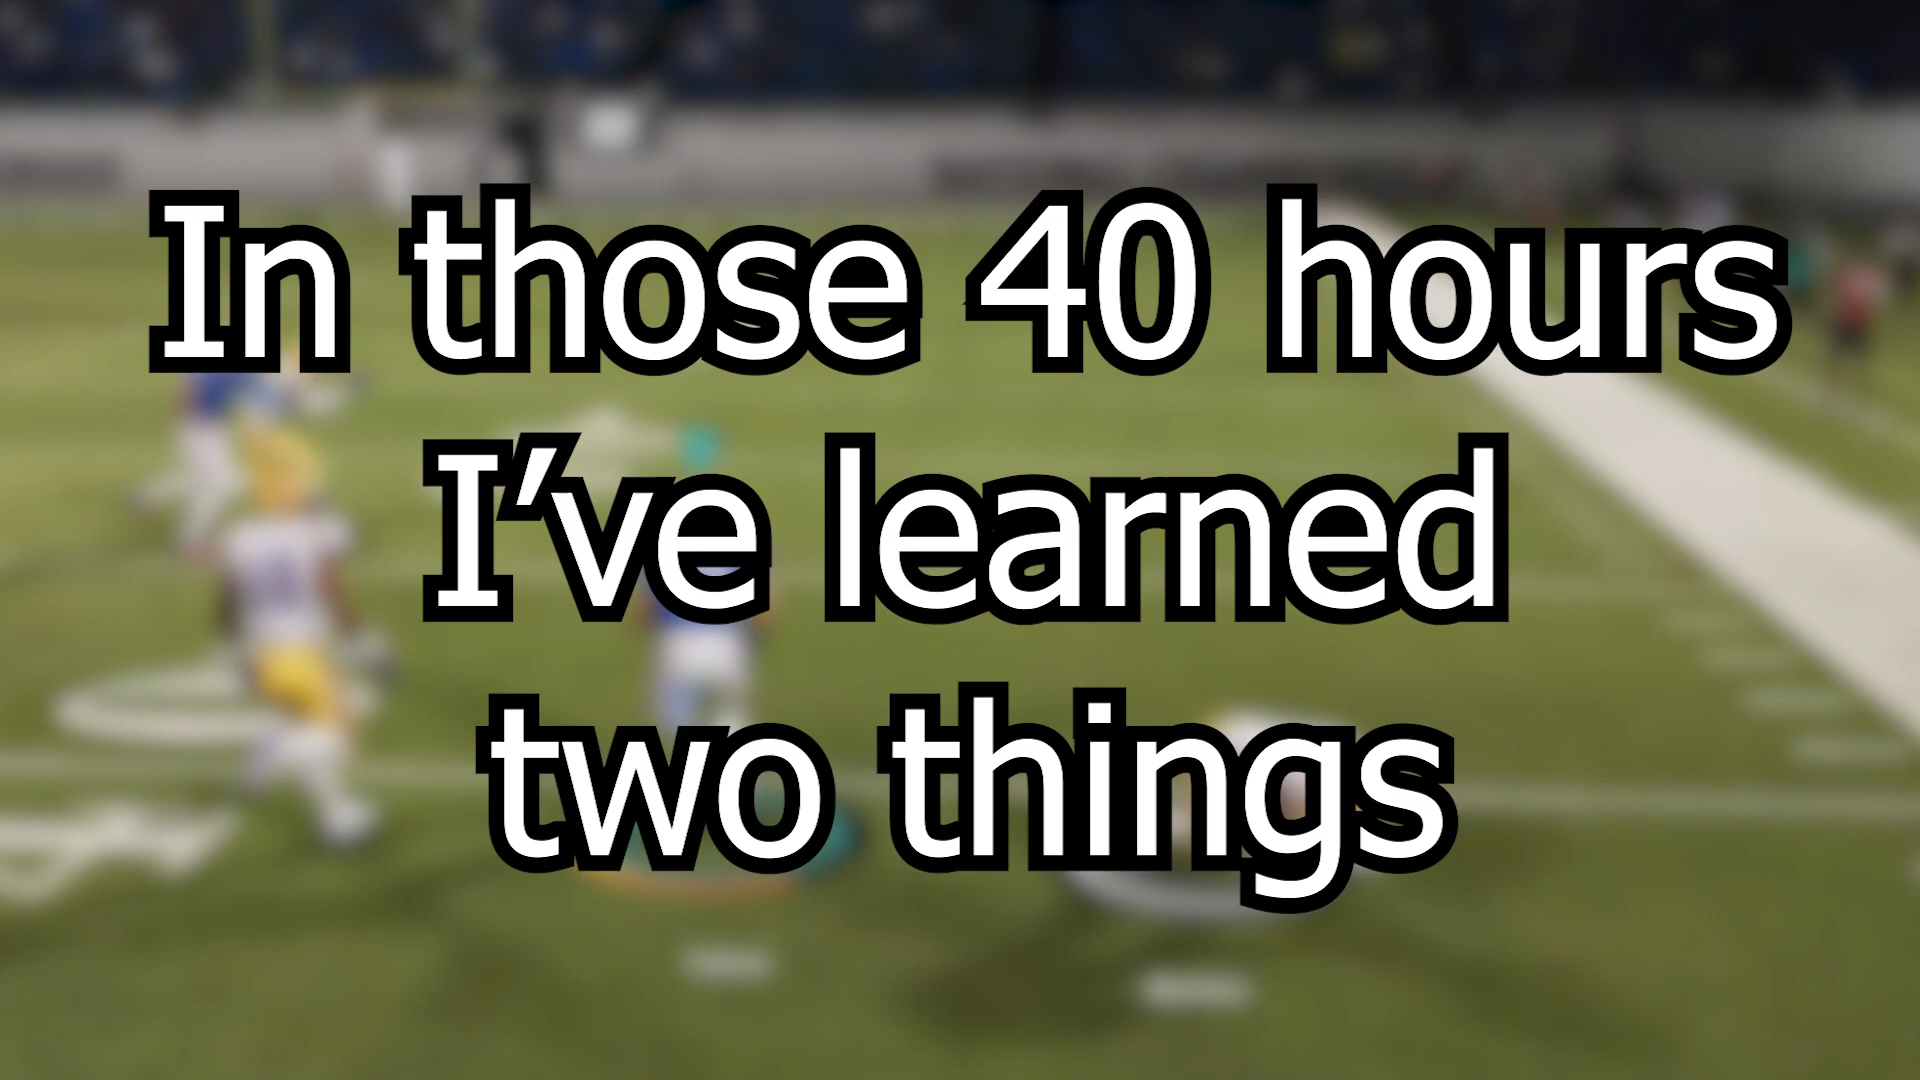 In those 40 hours
I’ve learned
two things